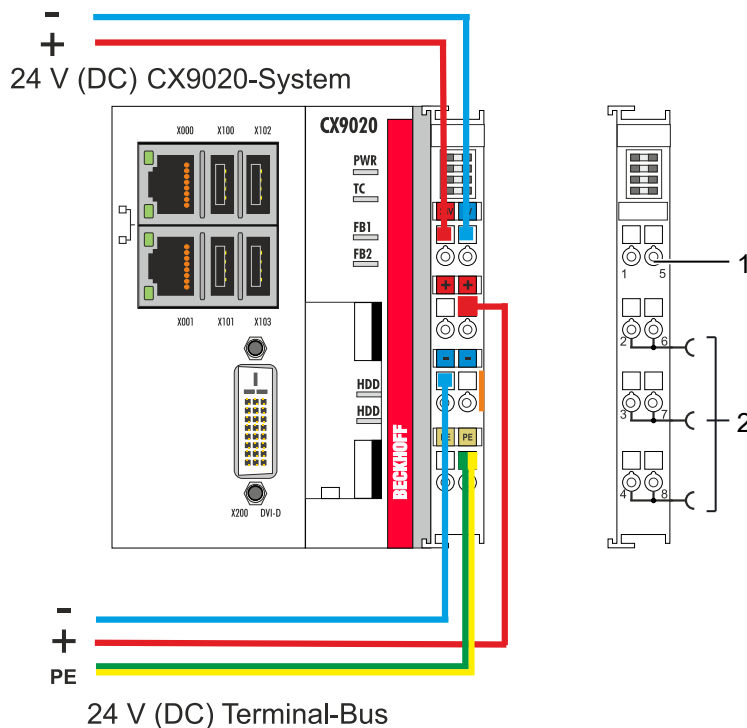 -
+
24 V (DC) CX9020-System
X000 X100 X102
CX9020
PWR
TC
FB1
FB2
X001 X101 X103
HDD
HDD
X200 DVI-D
BECKHOFF
+ +
- -
PE PE
1 5
1
2 6
2
3 7
4 8
-
+
PE
24 V (DC) Terminal-Bus